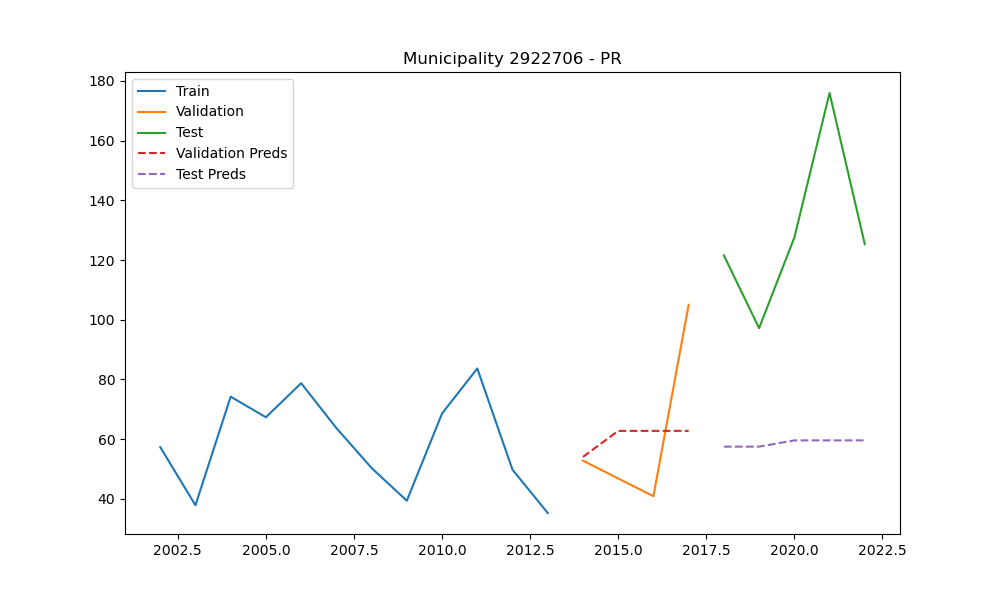 Municipality 2922706 - PR
180
160
140
120
100
80
60
40
Train
Validation
Test
Validation Preds
Test Preds
2002.5 2005.0 2007.5 2010.0 2012.5 2015.0 2017.5 2020.0 2022.5